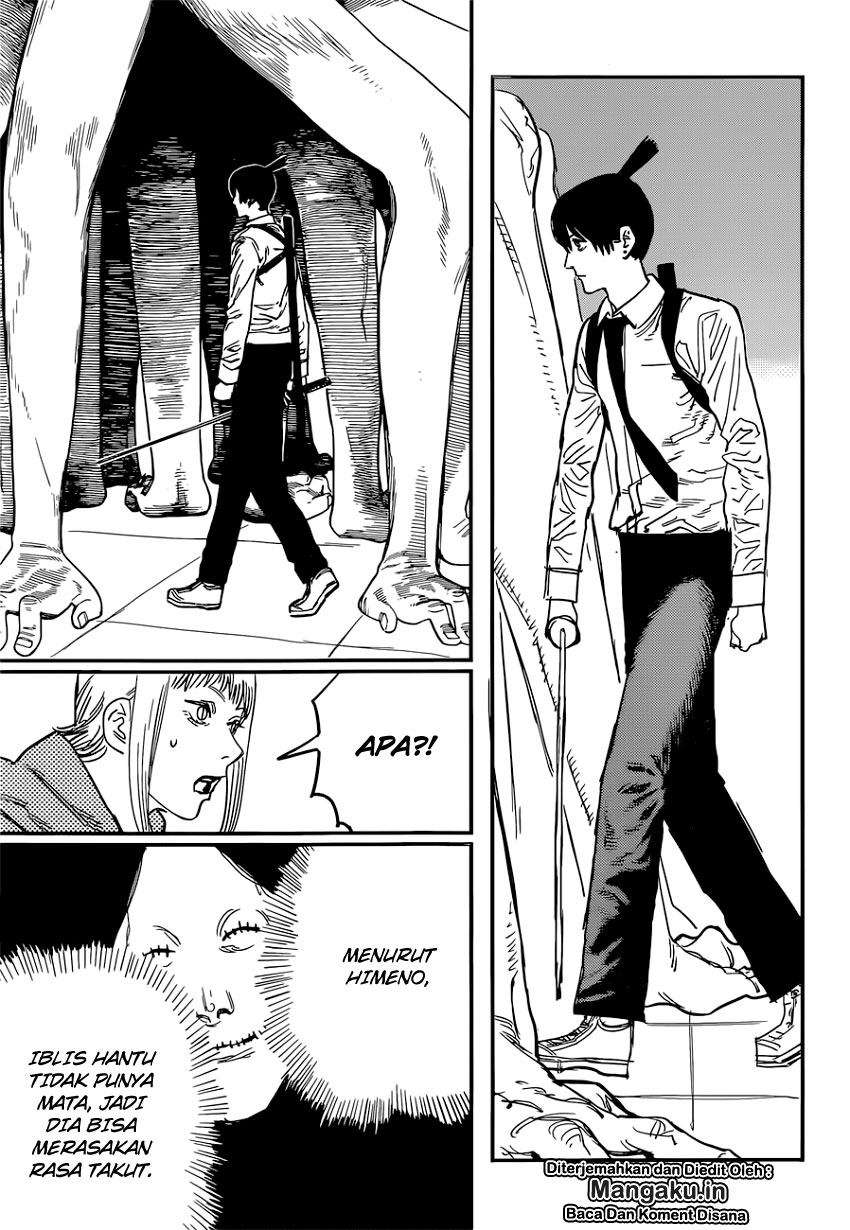 APA?!
MENURUT
HIMENO,
IBLIS HANTU
TIDAK PUNYA
MATA, JADI
DIA BISA
MERASAKAN
RASA TAKUT.
Diterjemahkan dan Diedit Oleh :
Mangaku.in
Baca Dan Koment Disana